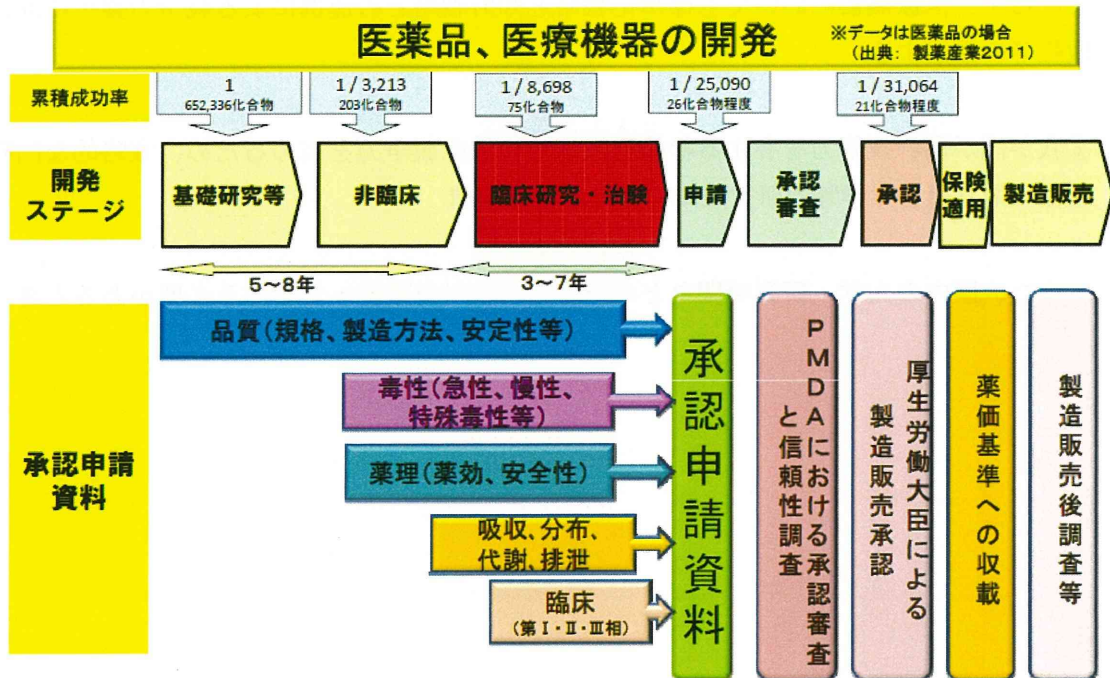 医薬品、医療機器の開発
※データは医薬品の場合
（出典： 製薬産業2011）
累積成功率
1
652,336化合物
1 / 3,213
203化合物
1 / 8,698
75化合物
1 / 25,090
26化合物程度
1 / 31,064
21化合物程度
開発
ステージ
基礎研究等
非臨床
臨床研究・治験
申請
承認
審査
承認
保険
適用
製造販売
5～8年
3～7年
承認申請
資料
品質（規格、製造方法、安定性等）
毒性（急性、慢性、
特殊毒性等）
薬理（薬効、安全性）
吸収、分布、
代謝、排泄
臨床
（第Ⅰ・Ⅱ・Ⅲ相）
承認申請資料
PMDAにおける承認審査
と信頼性調査
厚生労働大臣による
製造販売承認
薬価基準への収載
製造販売後調査等